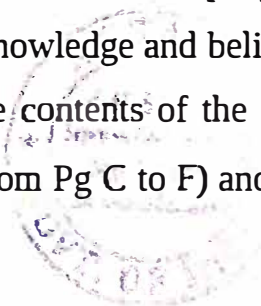 nowledge and beli
e contents of the
om Pg C to F) and